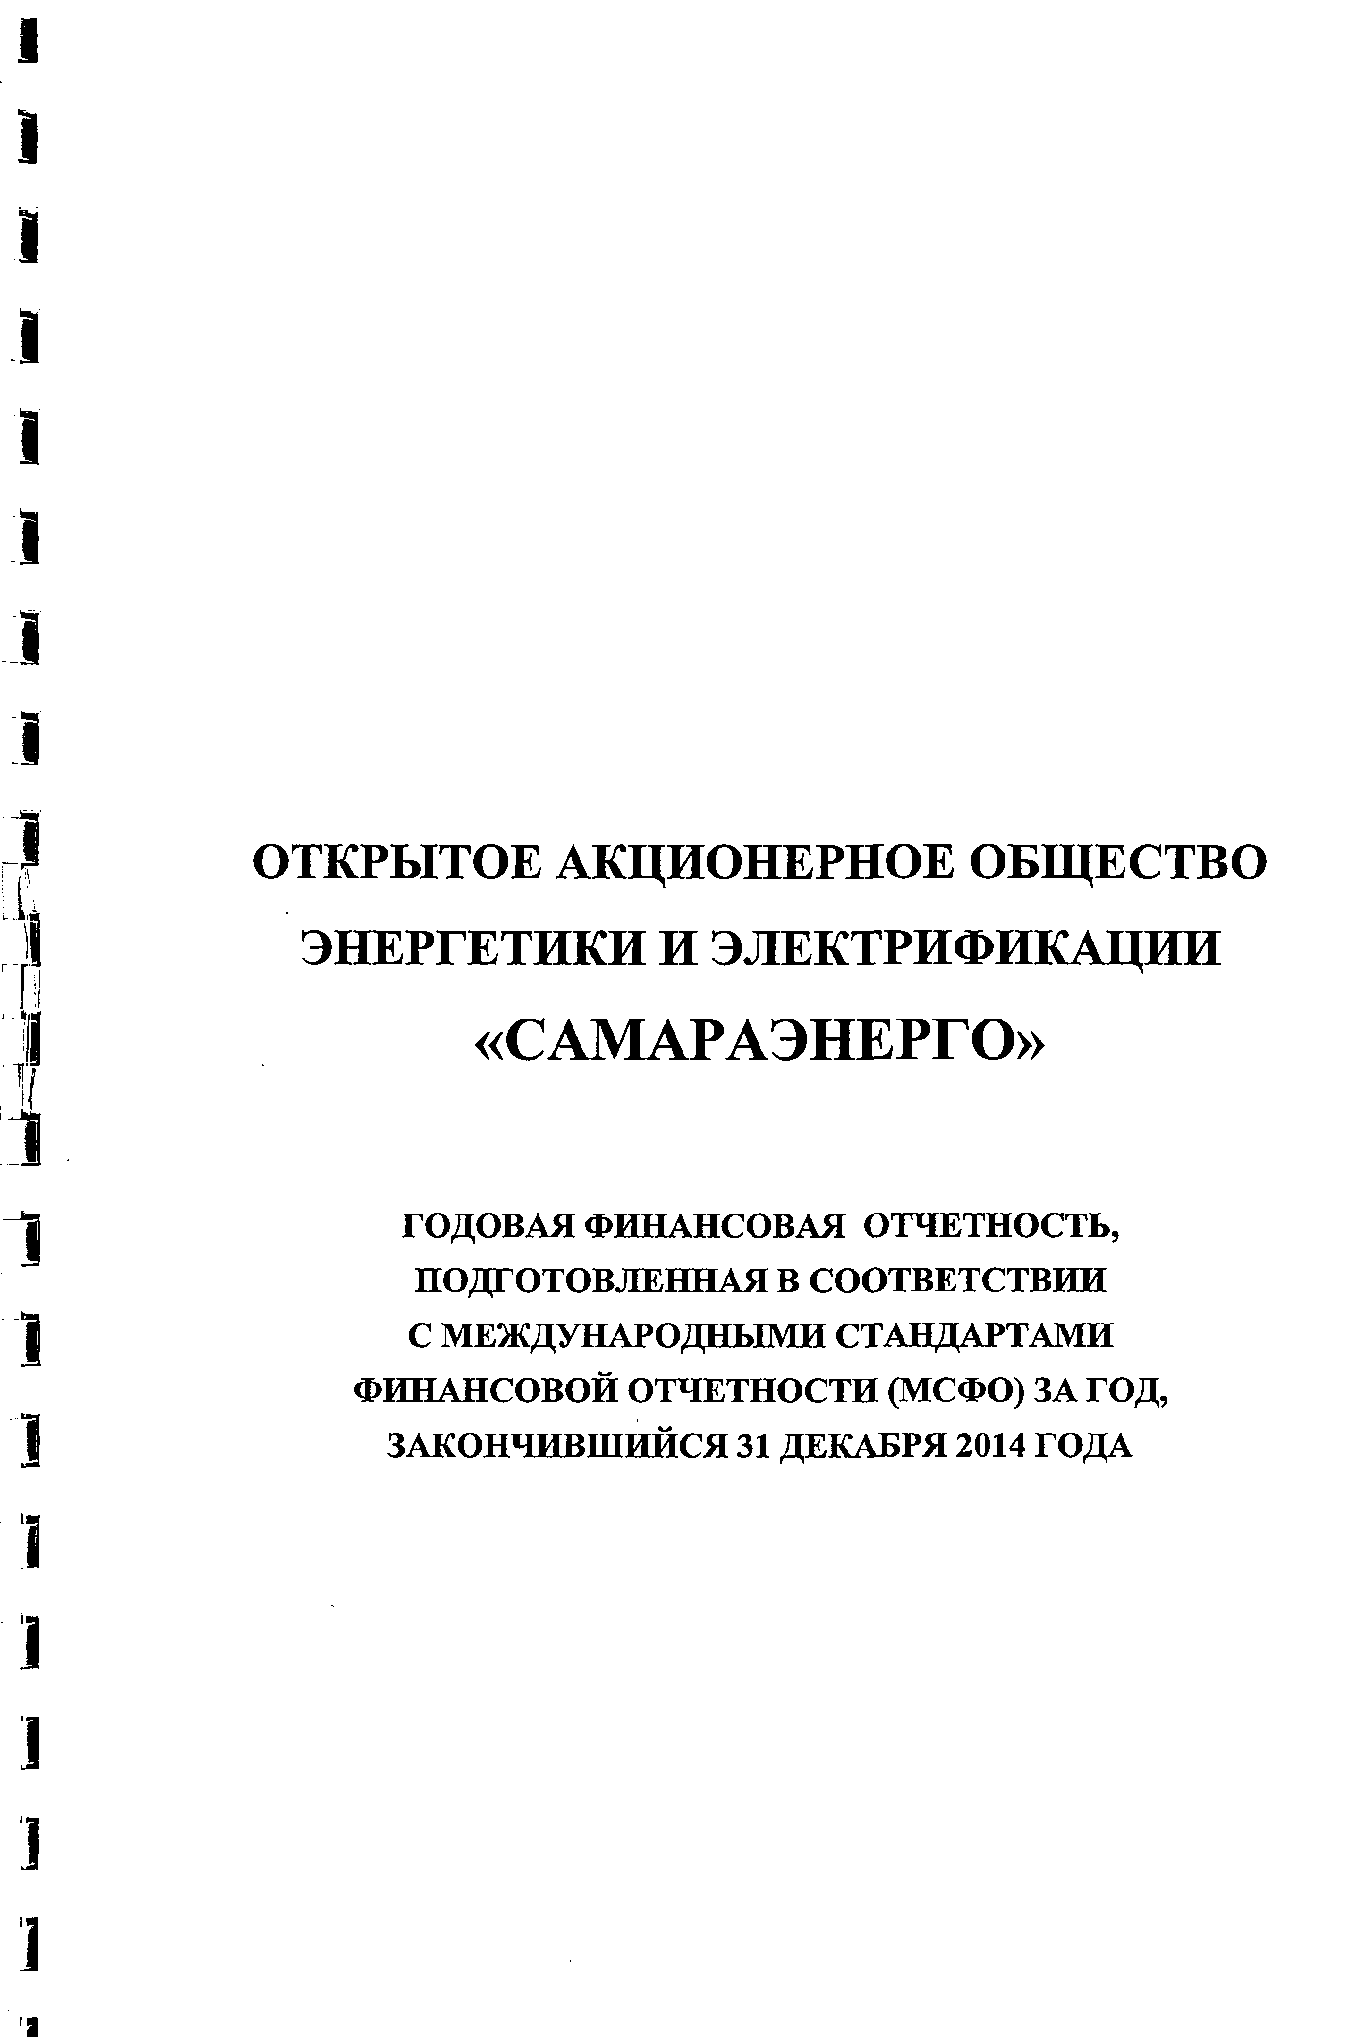 ОТКРЫТОЕ АКЦИОНЕРНОЕ ОБЩЕСТВО
ЭНЕРГЕТИКИ И ЭЛЕКТРИФИКАЦИИ
«САМАРАЭНЕРГО»
ГОДОВАЯ ФИНАНСОВАЯ ОТЧЕТНОСТЬ,
ПОДГОТОВЛЕННАЯ В СООТВЕТСТВИИ
С МЕЖДУНАРОДНЫМИ СТАНДАРТАМИ
ФИНАНСОВОЙ ОТЧЕТНОСТИ (МСФО) ЗА ГОД,
ЗАКОНЧИВШИЙСЯ 31 ДЕКАБРЯ 2014 ГОДА